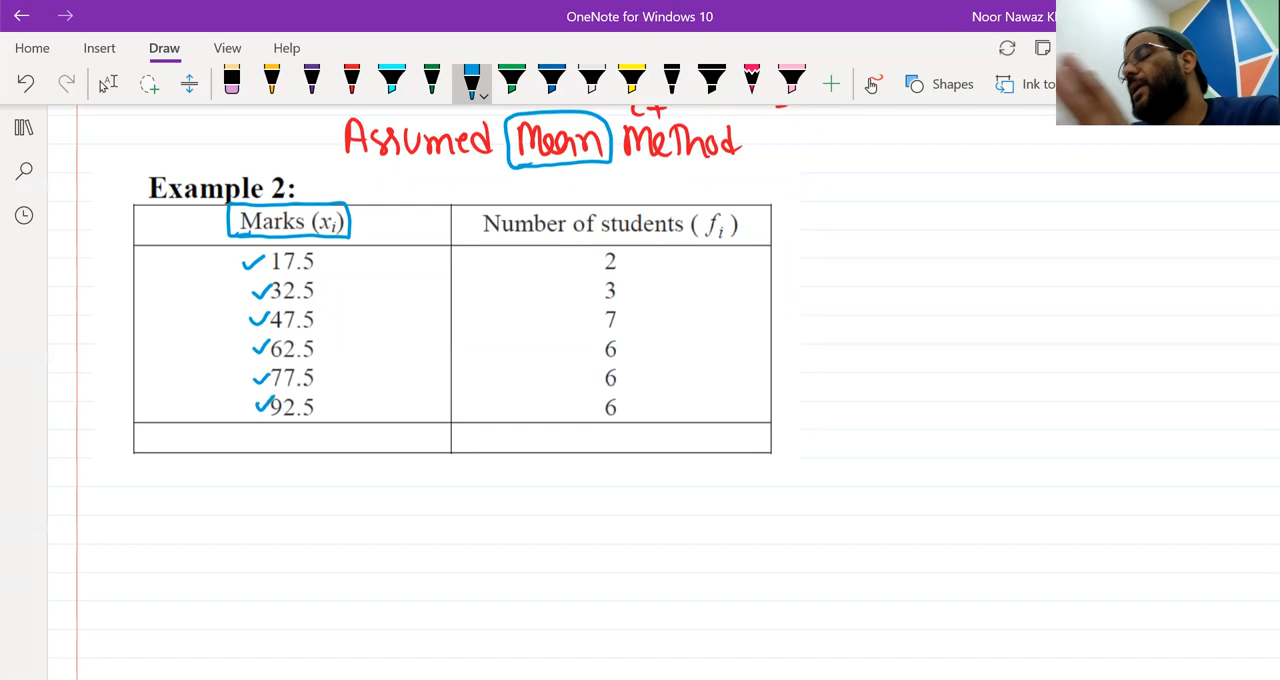 OneNote for Windows 10
Noor Nawaz
Home Insert Draw View Help
Shapes
Ink to
Assumed Mean Method
Example 2:
Marks (xᵢ) Number of students ( fᵢ )
17.5 2
32.5 3
47.5 7
62.5 6
77.5 6
92.5 6